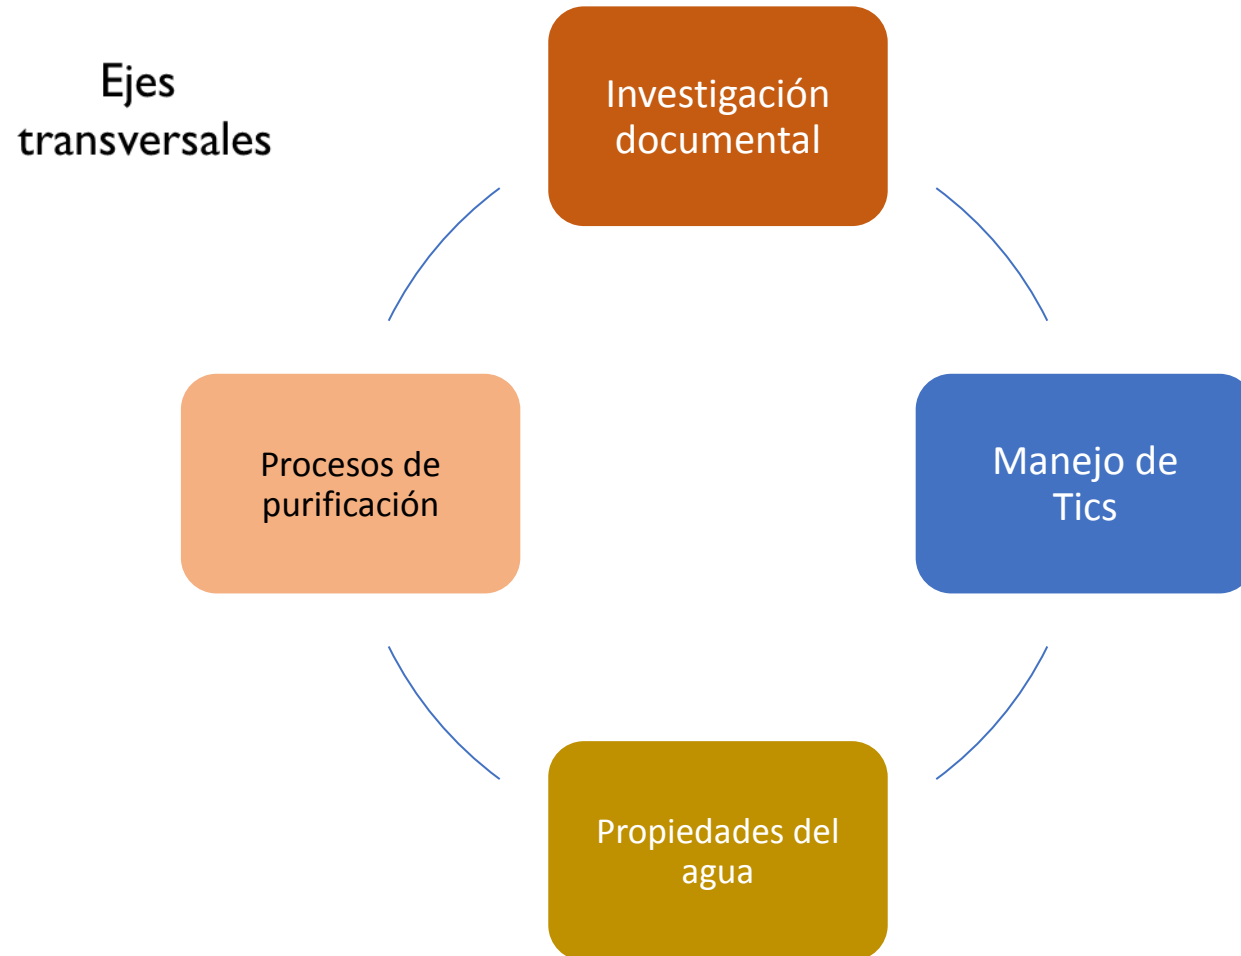 Ejes
transversales
Investigación
documental
Manejo de
Tics
Propiedades del
agua
Procesos de
purificación